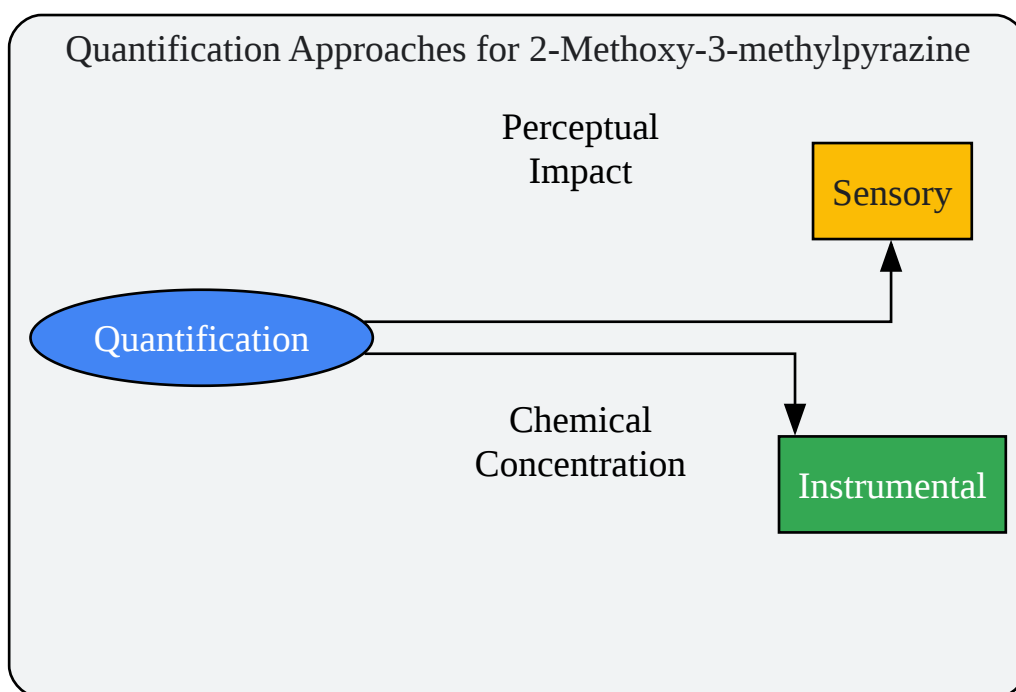 Quantification Approaches for 2-Methoxy-3-methylpyrazine
Perceptual
Impact
Sensory
Quantification
Chemical
Concentration
Instrumental